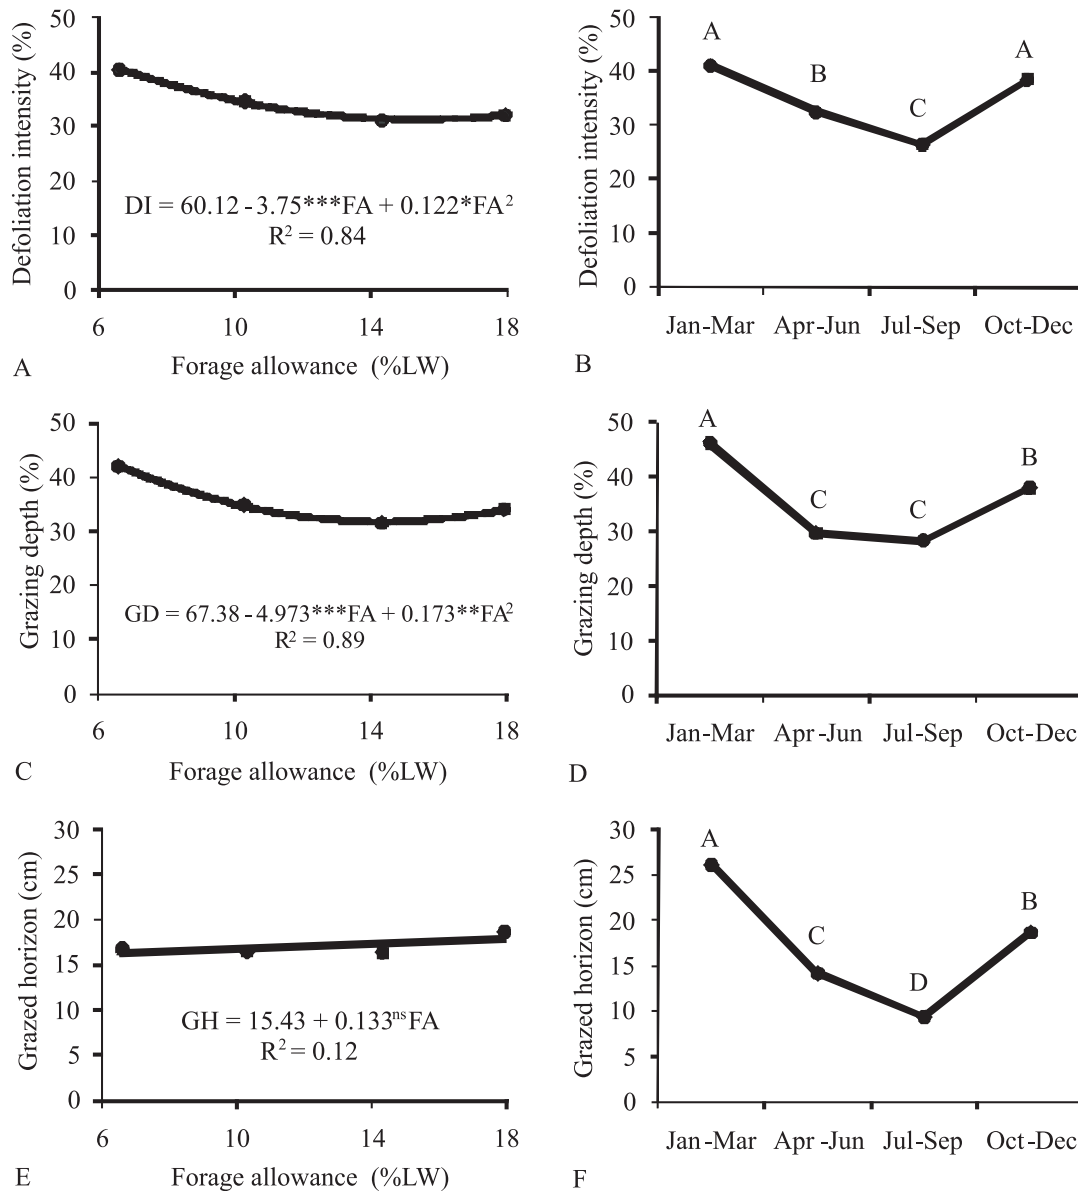 Defoliation intensity (%)
50
40
30
20
10
0
DI = 60.12 - 3.75***FA + 0.122*FA²
R² = 0.84
6 10 14 18
Forage allowance (%LW)
A
Defoliation intensity (%)
50
40
30
20
10
0
A
B
C
A
Jan-Mar Apr-Jun Jul-Sep Oct-Dec
B
Grazing depth (%)
50
40
30
20
10
0
GD = 67.38 - 4.973***FA + 0.173**FA²
R² = 0.89
6 10 14 18
Forage allowance (%LW)
C
Grazing depth (%)
50
40
30
20
10
0
A
C
C
B
Jan-Mar Apr-Jun Jul-Sep Oct-Dec
D
Grazed horizon (cm)
30
25
20
15
10
5
0
GH = 15.43 + 0.133ⁿˢFA
R² = 0.12
6 10 14 18
Forage allowance (%LW)
E
Grazed horizon (cm)
30
25
20
15
10
5
0
A
C
D
B
Jan-Mar Apr-Jun Jul-Sep Oct-Dec
F